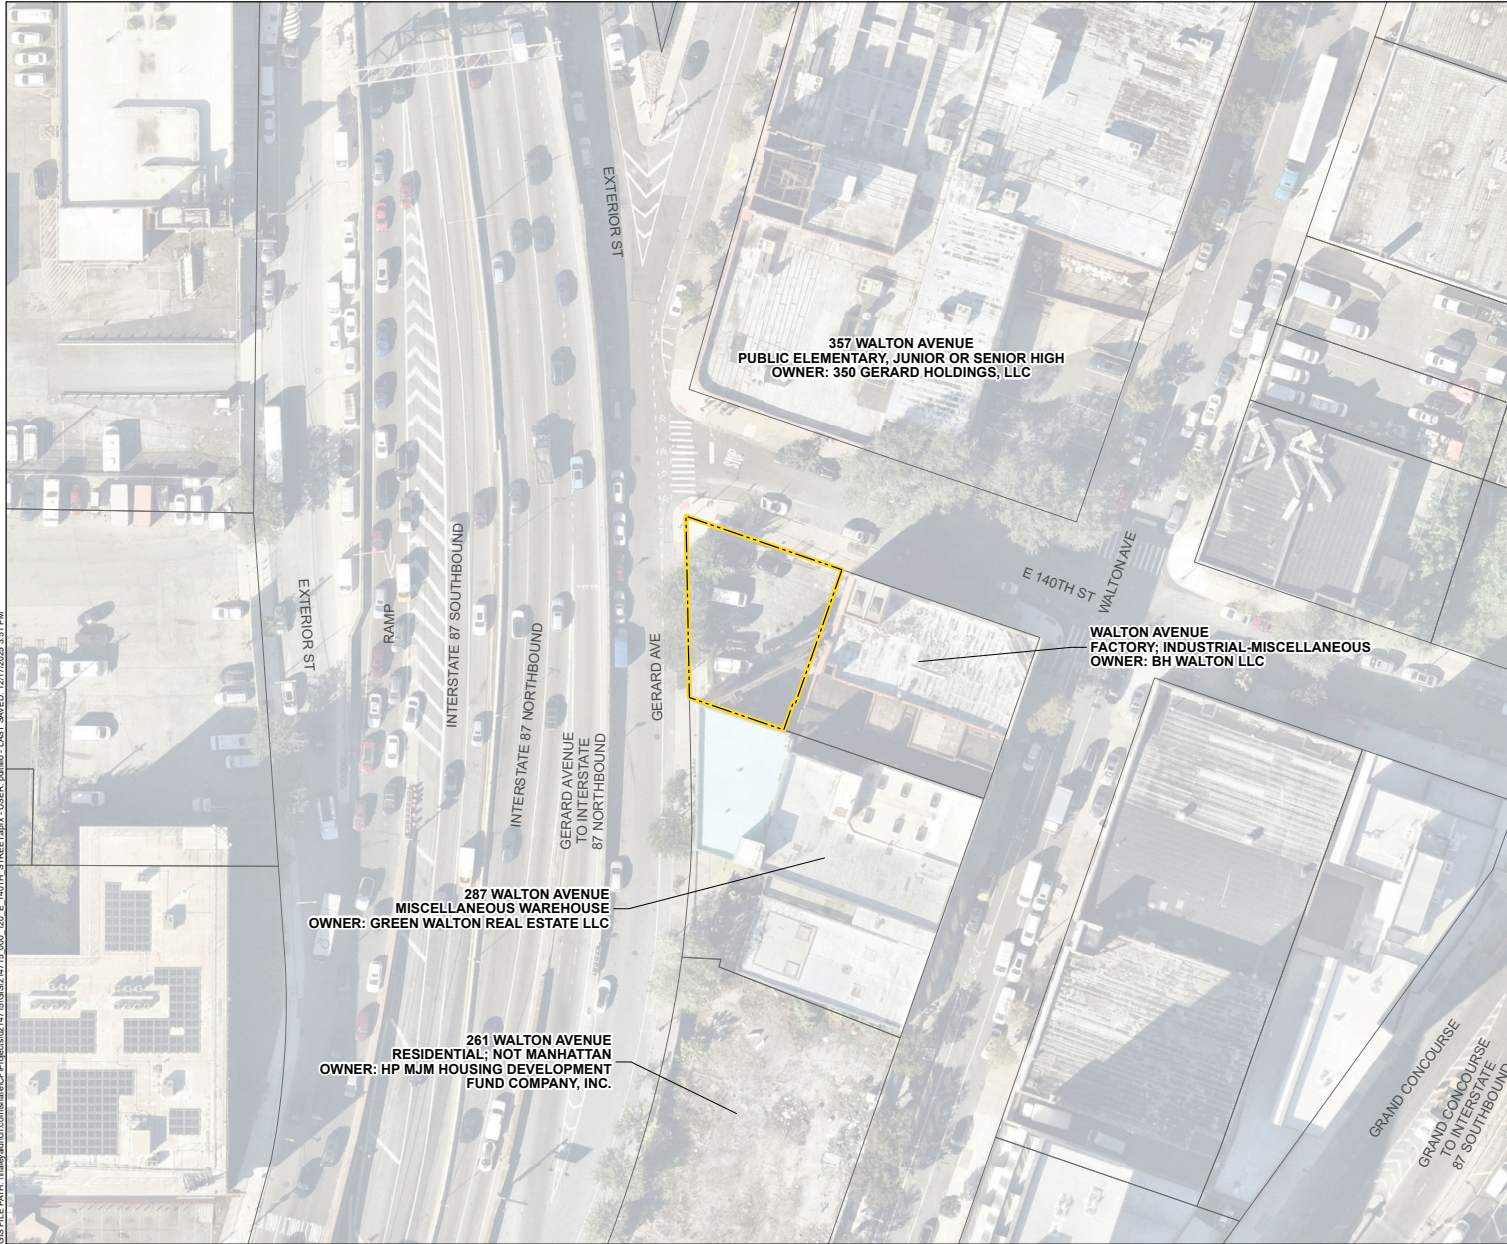 EXTERIOR ST
357 WALTON AVENUE
PUBLIC ELEMENTARY, JUNIOR OR SENIOR HIGH
OWNER: 350 GERARD HOLDINGS, LLC
E 140TH ST
WALTON AVE
WALTON AVENUE
FACTORY; INDUSTRIAL-MISCELLANEOUS
OWNER: BH WALTON LLC
EXTERIOR ST
RAMP
INTERSTATE 87 SOUTHBOUND
INTERSTATE 87 NORTHBOUND
GERARD AVENUE
TO INTERSTATE
87 NORTHBOUND
GERARD AVE
287 WALTON AVENUE
MISCELLANEOUS WAREHOUSE
OWNER: GREEN WALTON REAL ESTATE LLC
261 WALTON AVENUE
RESIDENTIAL; NOT MANHATTAN
OWNER: HP MJM HOUSING DEVELOPMENT
FUND COMPANY, INC.
GRAND CONCOURSE
GRAND CONCOURSE
TO INTERSTATE
87 SOUTHBOUND